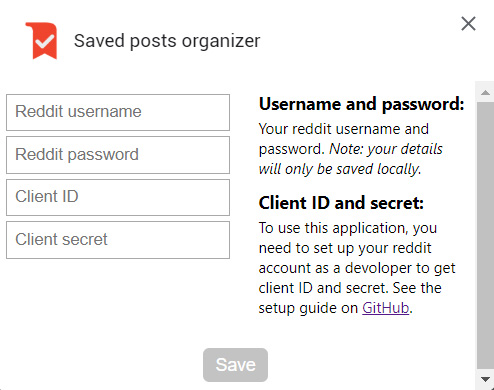 Saved posts organizer
Reddit username
Reddit password
Client ID
Client secret
Username and password:
Your reddit username and
password. Note: your details
will only be saved locally.
Client ID and secret:
To use this application, you
need to set up your reddit
account as a devoloper to get
client ID and secret. See the
setup guide on GitHub.
Save